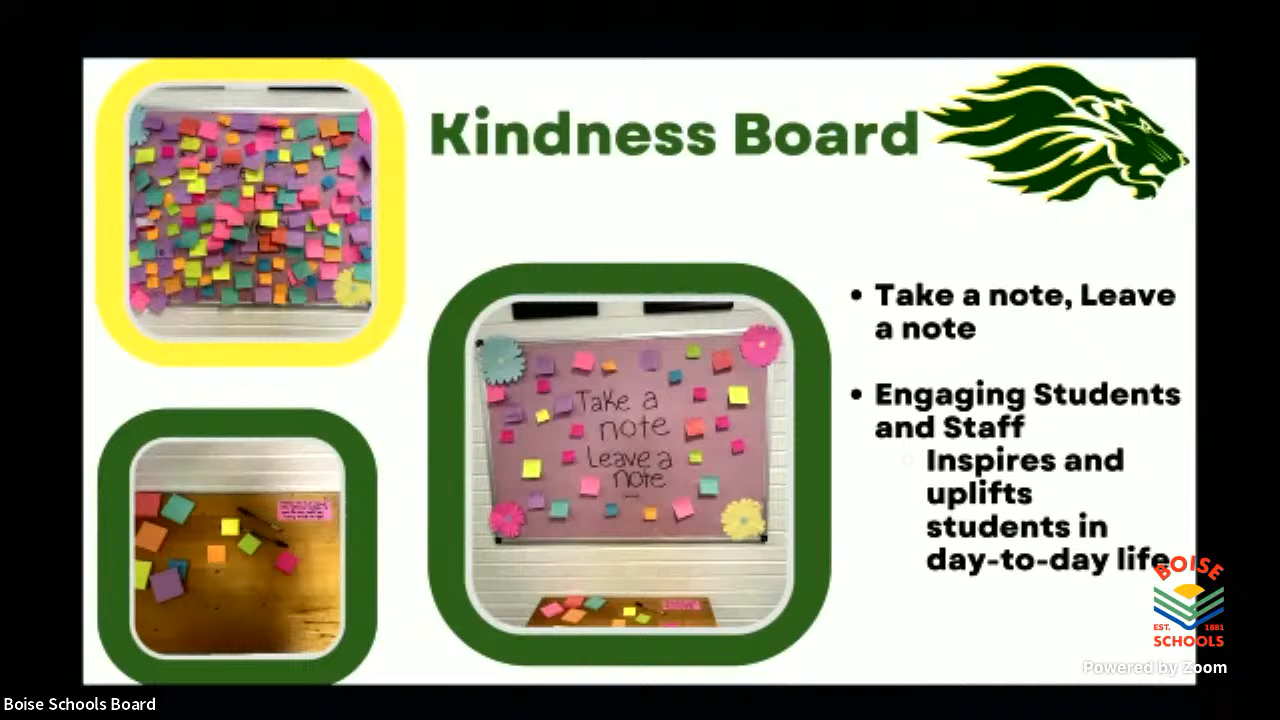 Kindness Board
Take a
note
Leave a
note
• Take a note, Leave
a note
• Engaging Students
and Staff
Inspires and
uplifts
students in
day-to-day life
BOISE
EST. 1881
SCHOOLS
Powered by Zoom
Boise Schools Board